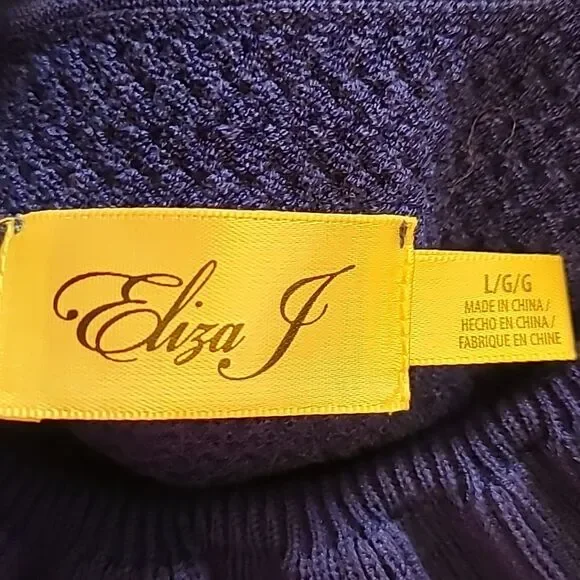 Eliza J
L/G/G
MADE IN CHINA/
HECHO EN CHINA/
FABRIQUE EN CHINE